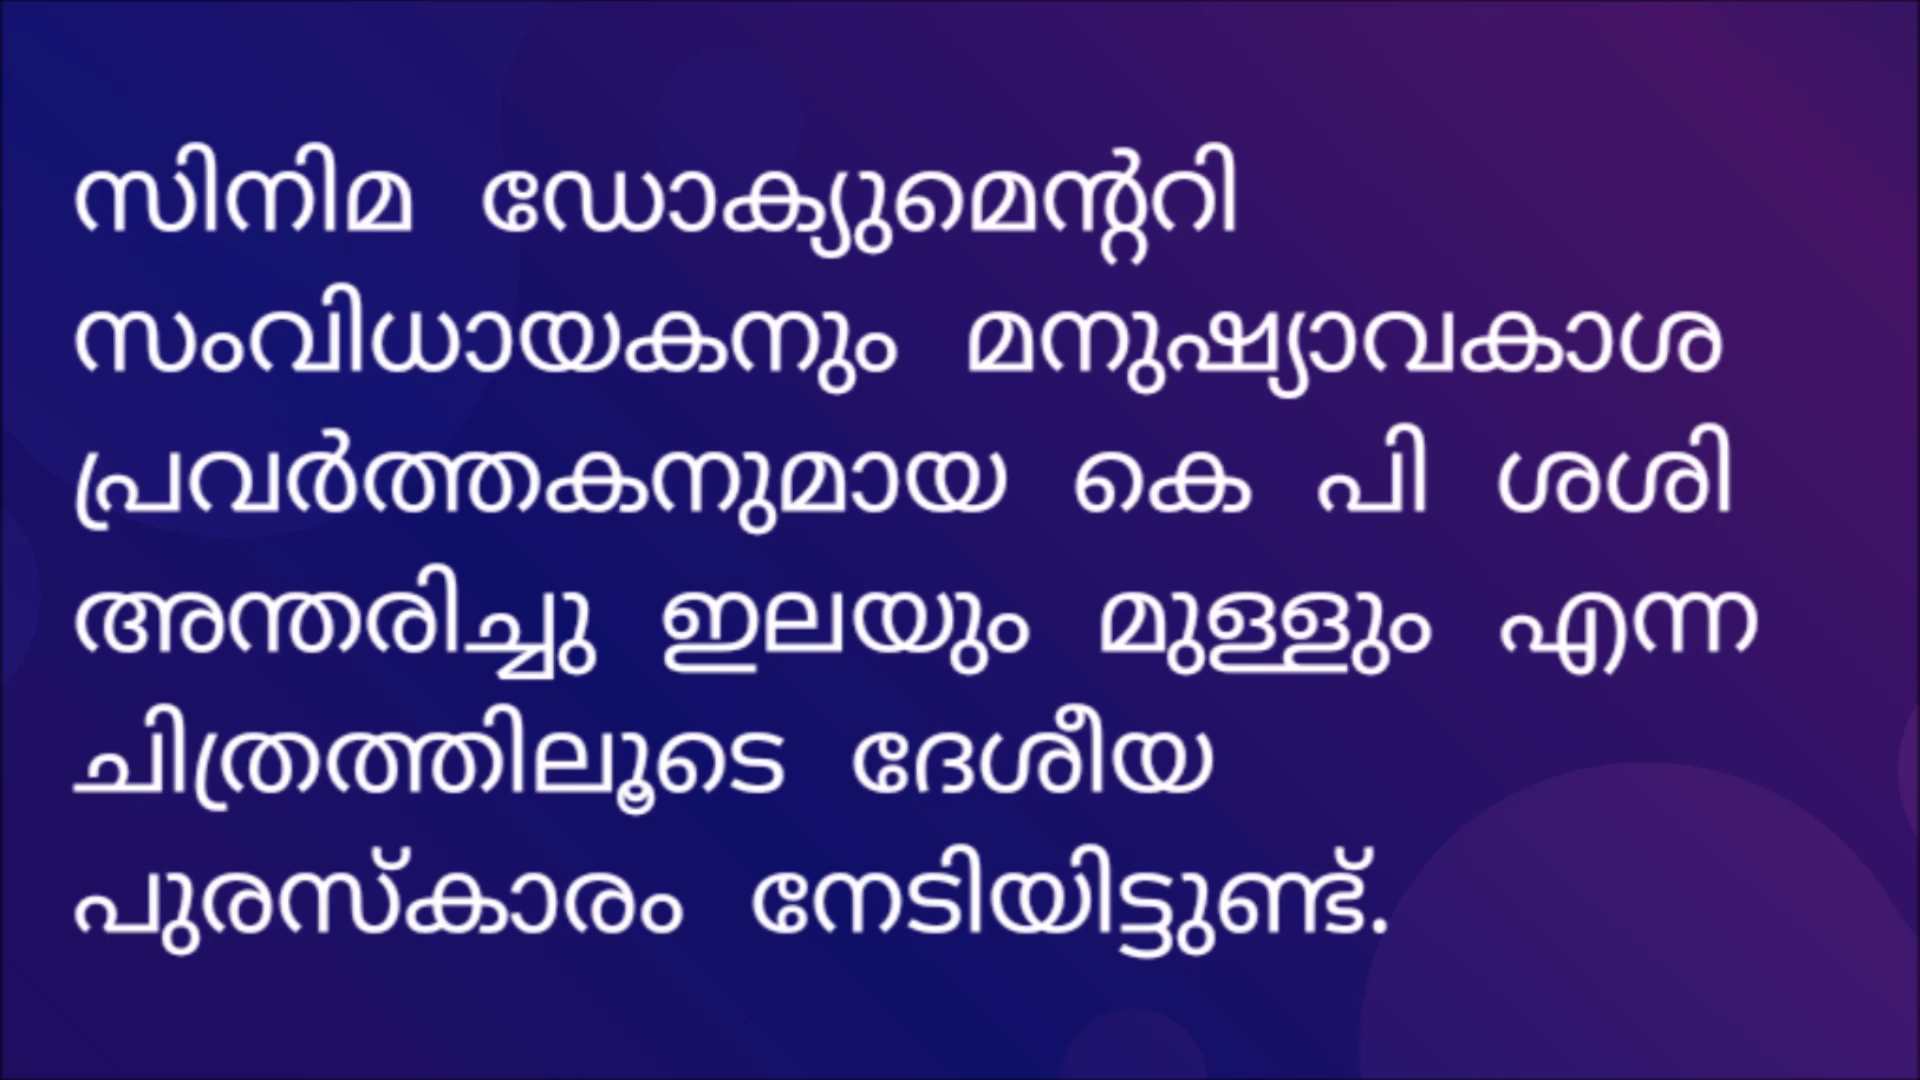 സിനിമ ഡോക്യുമെന്ററി
സംവിധായകനും മനുഷ്യാവകാശ
പ്രവർത്തകനുമായ കെ പി ശശി
അന്തരിച്ചു ഇലയും മുള്ളും എന്ന
ചിത്രത്തിലൂടെ ദേശീയ
പുരസ്കാരം നേടിയിട്ടുണ്ട്.